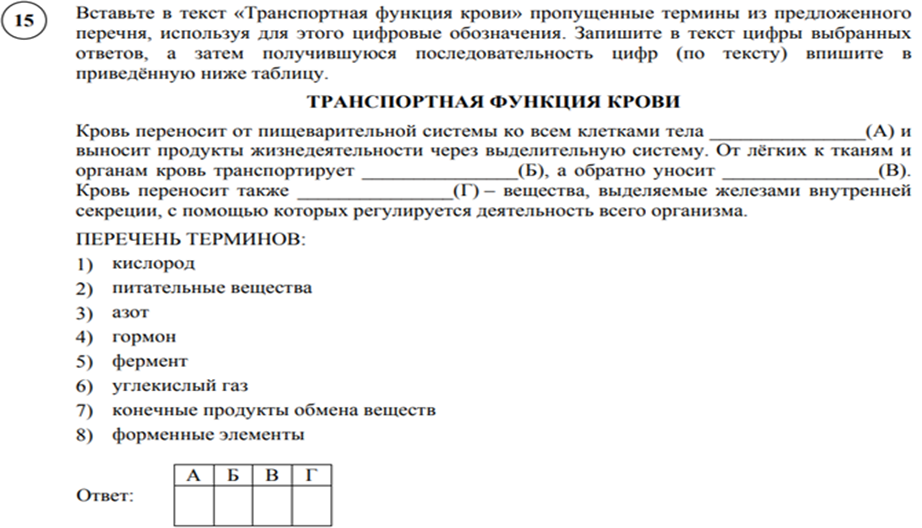 15
Вставьте в текст «Транспортная функция крови» пропущенные термины из предложенного
перечня, используя для этого цифровые обозначения. Запишите в текст цифры выбранных
ответов, а затем получившуюся последовательность цифр (по тексту) впишите в
приведённую ниже таблицу.
ТРАНСПОРТНАЯ ФУНКЦИЯ КРОВИ
Кровь переносит от пищеварительной системы ко всем клетками тела ________________(А) и
выносит продукты жизнедеятельности через выделительную систему. От лёгких к тканям и
органам кровь транспортирует ________________(Б), а обратно уносит ________________(В).
Кровь переносит также ________________(Г) – вещества, выделяемые железами внутренней
секреции, с помощью которых регулируется деятельность всего организма.
ПЕРЕЧЕНЬ ТЕРМИНОВ:
1) кислород
2) питательные вещества
3) азот
4) гормон
5) фермент
6) углекислый газ
7) конечные продукты обмена веществ
8) форменные элементы
А Б В Г
Ответ: